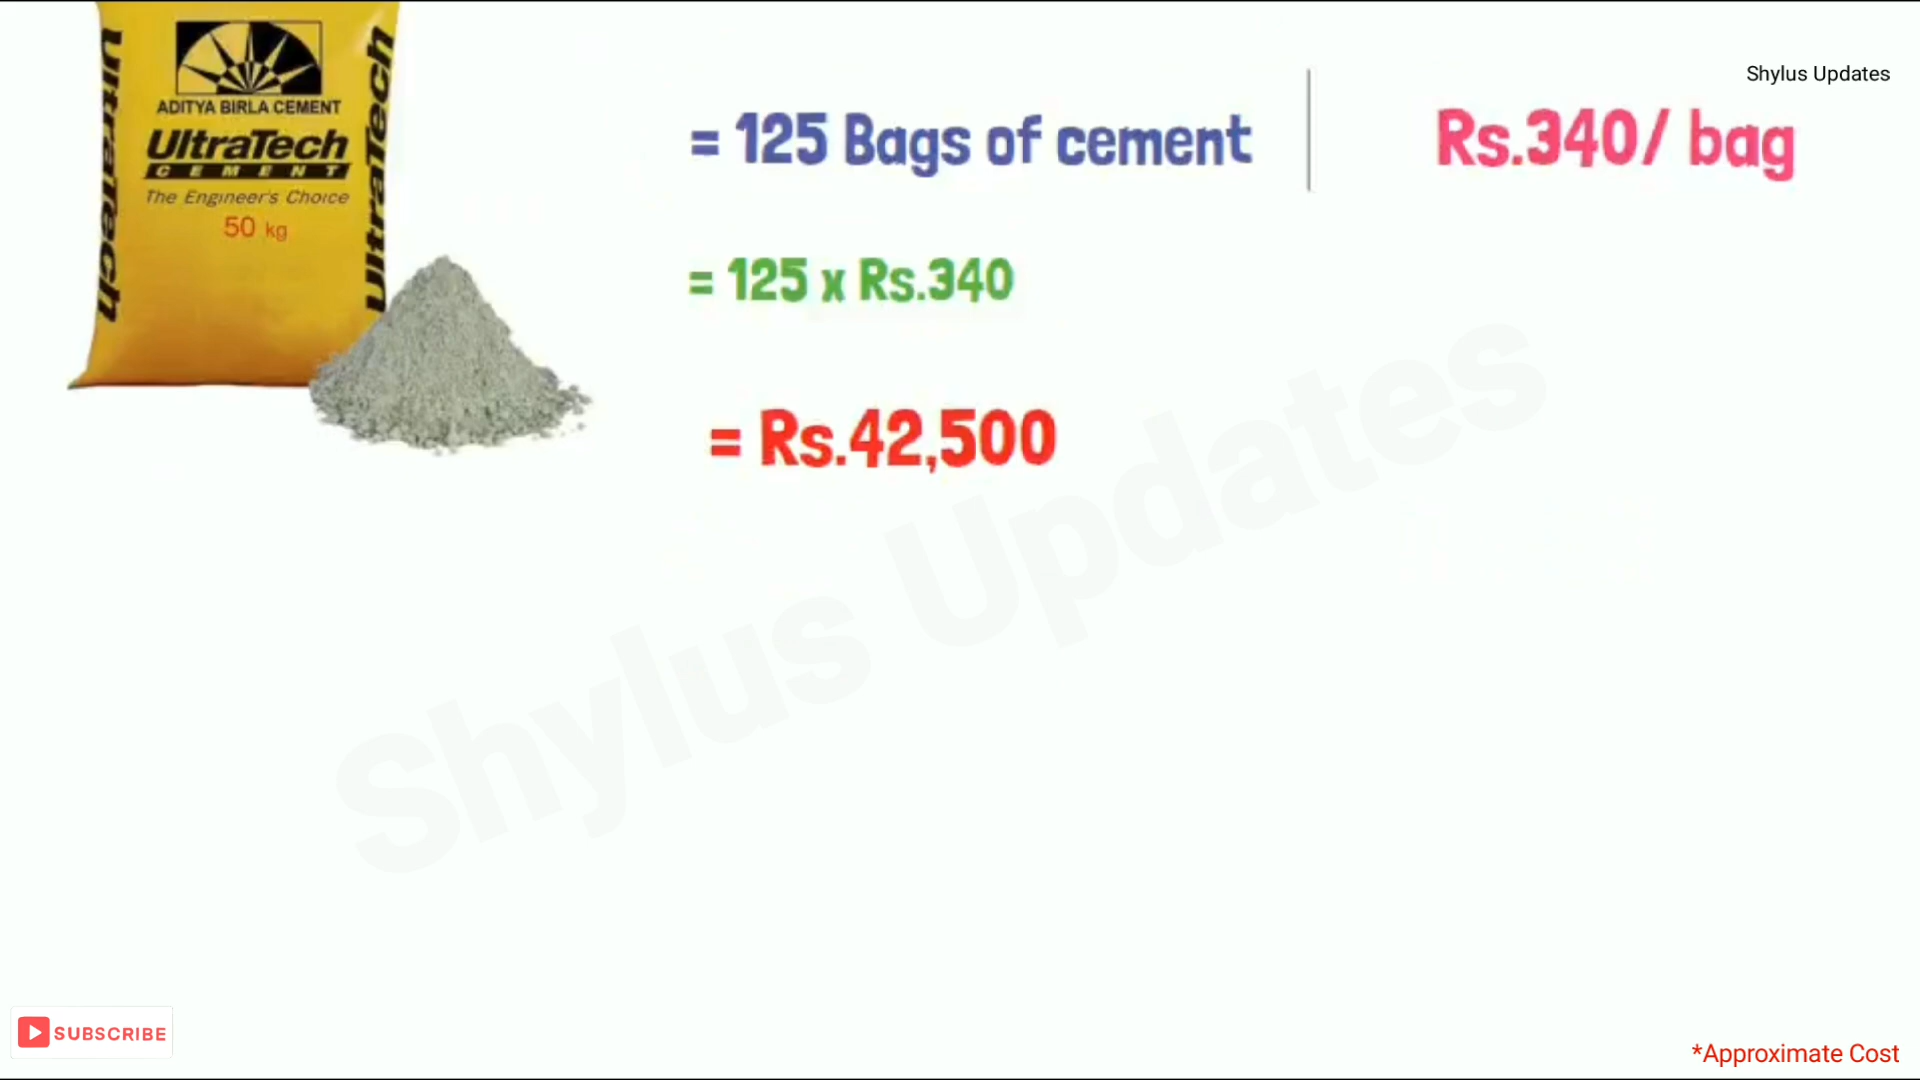 ADITYA BIRLA CEMENT
UltraTech
CEMENT
The Engineer's Choice
50 kg
UltraTech
UltraTech
= 125 Bags of cement
Rs.340/ bag
Shylus Updates
= 125 x Rs.340
= Rs.42,500
Shylus Updates
SUBSCRIBE
*Approximate Cost